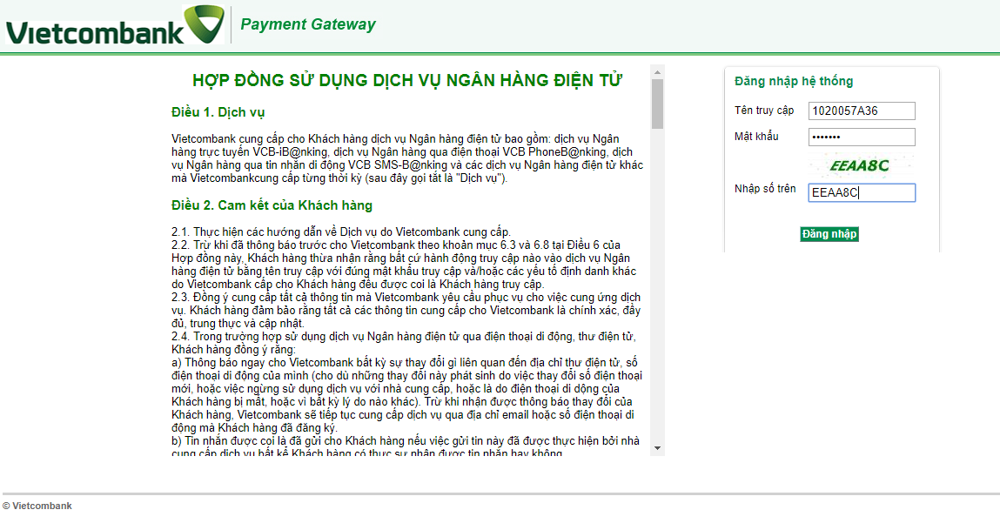 Vietcombank Payment Gateway
HỢP ĐỒNG SỬ DỤNG DỊCH VỤ NGÂN HÀNG ĐIỆN TỬ
Điều 1. Dịch vụ
Vietcombank cung cấp cho Khách hàng dịch vụ Ngân hàng điện tử bao gồm: dịch vụ Ngân
hàng trực tuyến VCB-iB@nking, dịch vụ Ngân hàng qua điện thoại VCB PhoneB@nking, dịch
vụ Ngân hàng qua tin nhắn di động VCB SMS-B@nking và các dịch vụ Ngân hàng điện tử khác
mà Vietcombankcung cấp từng thời kỳ (sau đây gọi tắt là "Dịch vụ").
Điều 2. Cam kết của Khách hàng
2.1. Thực hiện các hướng dẫn về Dịch vụ do Vietcombank cung cấp.
2.2. Trừ khi đã thông báo trước cho Vietcombank theo khoản mục 6.3 và 6.8 tại Điều 6 của
Hợp đồng này, Khách hàng thừa nhận rằng bất cứ hành động truy cập nào vào dịch vụ Ngân
hàng điện tử bằng tên truy cập với đúng mật khẩu truy cập và/hoặc các yếu tố định danh khác
do Vietcombank cấp cho Khách hàng đều được coi là Khách hàng truy cập.
2.3. Đồng ý cung cấp tất cả thông tin mà Vietcombank yêu cầu phục vụ cho việc cung ứng dịch
vụ. Khách hàng đảm bảo rằng tất cả các thông tin cung cấp cho Vietcombank là chính xác, đầy
đủ, trung thực và cập nhật.
2.4. Trong trường hợp sử dụng dịch vụ Ngân hàng điện tử qua điện thoại di động, thư điện tử,
Khách hàng đồng ý rằng:
a) Thông báo ngay cho Vietcombank bất kỳ sự thay đổi gì liên quan đến địa chỉ thư điện tử, số
điện thoại di động của mình (cho dù những thay đổi này phát sinh do việc thay đổi số điện thoại
mới, hoặc việc ngừng sử dụng dịch vụ với nhà cung cấp, hoặc là do điện thoại di động của
Khách hàng bị mất, hoặc vì bất kỳ lý do nào khác). Trừ khi nhận được thông báo thay đổi của
Khách hàng, Vietcombank sẽ tiếp tục cung cấp dịch vụ qua địa chỉ email hoặc số điện thoại di
động mà Khách hàng đã đăng ký.
b) Tin nhắn được coi là đã gửi cho Khách hàng nếu việc gửi tin này đã được thực hiện bởi nhà
cung cấp dịch vụ bất kể Khách hàng có thực sự nhận được tin nhắn hay không
Đăng nhập hệ thống
Tên truy cập 1020057A36
Mật khẩu •••••••
EEAA8C
Nhập số trên EEAA8C
Đăng nhập
© Vietcombank